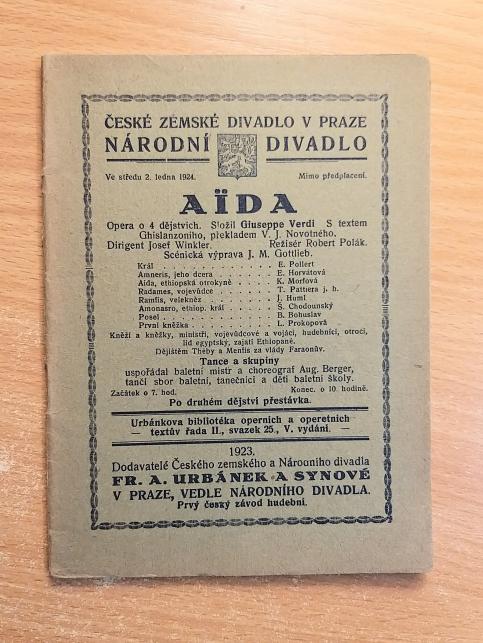 ČESKÉ ZEMSKÉ DIVADLO V PRAZE
NÁRODNÍ DIVADLO
Ve středu 2. ledna 1924. Mimo předplacení.
AÏDA
Opera o 4 dějstvích. Složil Giuseppe Verdi S textem
Ghislanzoniho, překladem V. J. Novotného.
Dirigent Josef Winkler. Režisér Robert Polák.
Scénická výprava J. M. Gottlieb.
Král . . . . . . . . . . . . . E. Pollert
Amneris, jeho dcera . . . . . E. Horvátová
Aida, ethiopská otrokyně . . . . K. Morfová
Radames, vojevůdce . . . . . T. Pattiera j. h.
Ramfis, velekněz . . . . . . J. Huml
Amonasro, ethiop. král . . . . Š. Chodounský
Posel . . . . . . . . . . . . B. Bohuslav
První kněžka . . . . . . . . . L. Prokopová
Kněží a kněžky, ministři, vojevůdcové a vojáci, hudebníci, otroci,
lid egyptský, zajatí Ethiopané.
Dějištěm Theby a Menfis za vlády Faraonův.
Tance a skupiny
uspořádal baletní mistr a choreograf Aug. Berger,
tančí sbor baletní, tanečníci a děti baletní školy.
Začátek o 7. hod. Konec o 10. hodině.
Po druhém dějství přestávka.
Urbánkova bibliotéka operních a operetních
— textův řada II., svazek 25., V. vydání. —
1923.
Dodavatelé Českého zemského a Národního divadla
FR. A. URBÁNEK A SYNOVÉ
V PRAZE, VEDLE NÁRODNÍHO DIVADLA.
Prvý český závod hudební.